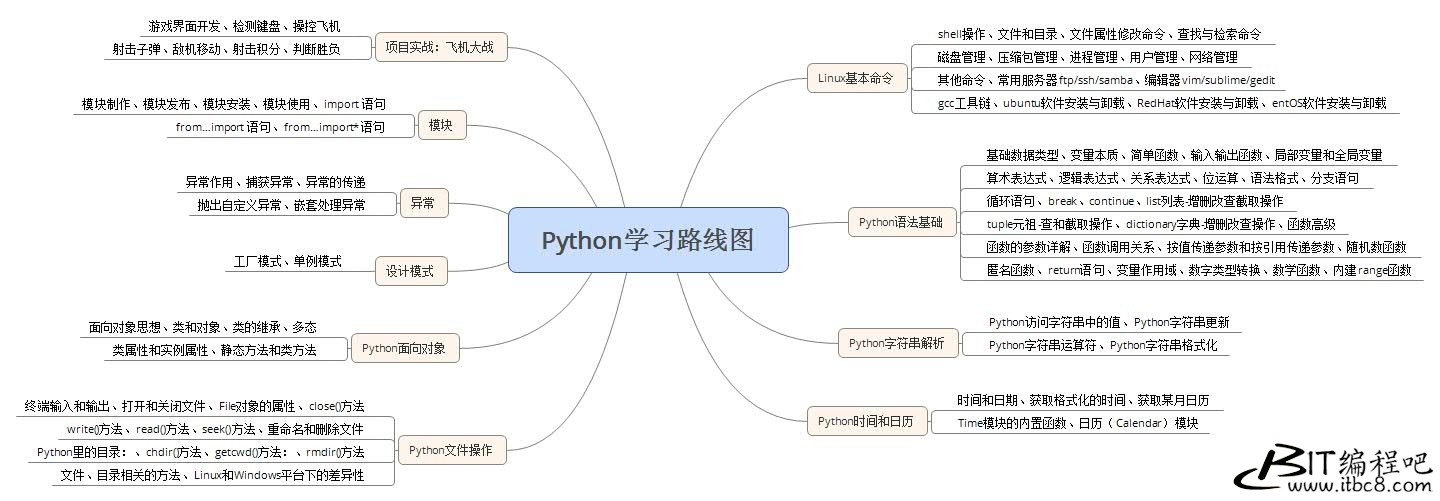 Python学习路线图
Linux基本命令
shell操作、文件和目录、文件属性修改命令、查找与检索命令
磁盘管理、压缩包管理、进程管理、用户管理、网络管理
其他命令、常用服务器ftp/ssh/samba、编辑器vim/sublime/gedit
gcc工具链、ubuntu软件安装与卸载、RedHat软件安装与卸载、entOS软件安装与卸载
Python语法基础
基础数据类型、变量本质、简单函数、输入输出函数、局部变量和全局变量
算术表达式、逻辑表达式、关系表达式、位运算、语法格式、分支语句
循环语句、break、continue、list列表-增删改查截取操作
tuple元祖-查和截取操作、dictionary字典-增删改查操作、函数高级
函数的参数详解、函数调用关系、按值传递参数和按引用传递参数、随机数函数
匿名函数、return语句、变量作用域、数字类型转换、数学函数、内建range函数
Python字符串解析
Python访问字符串中的值、Python字符串更新
Python字符串运算符、Python字符串格式化
Python时间和日历
时间和日期、获取格式化的时间、获取某月日历
Time模块的内置函数、日历（Calendar）模块
项目实战：飞机大战
游戏界面开发、检测键盘、操控飞机
射击子弹、敌机移动、射击积分、判断胜负
模块
模块制作、模块发布、模块安装、模块使用、import 语句
from…import 语句、from…import* 语句
异常
异常作用、捕获异常、异常的传递
抛出自定义异常、嵌套处理异常
设计模式
工厂模式、单例模式
Python面向对象
面向对象思想、类和对象、类的继承、多态
类属性和实例属性、静态方法和类方法
Python文件操作
终端输入和输出、打开和关闭文件、File对象的属性、close()方法
write()方法、read()方法、seek()方法、重命名和删除文件
Python里的目录：、chdir()方法、getcwd()方法：、rmdir()方法
文件、目录相关的方法、Linux和Windows平台下的差异性
BIT编程吧
www.itbc8.com